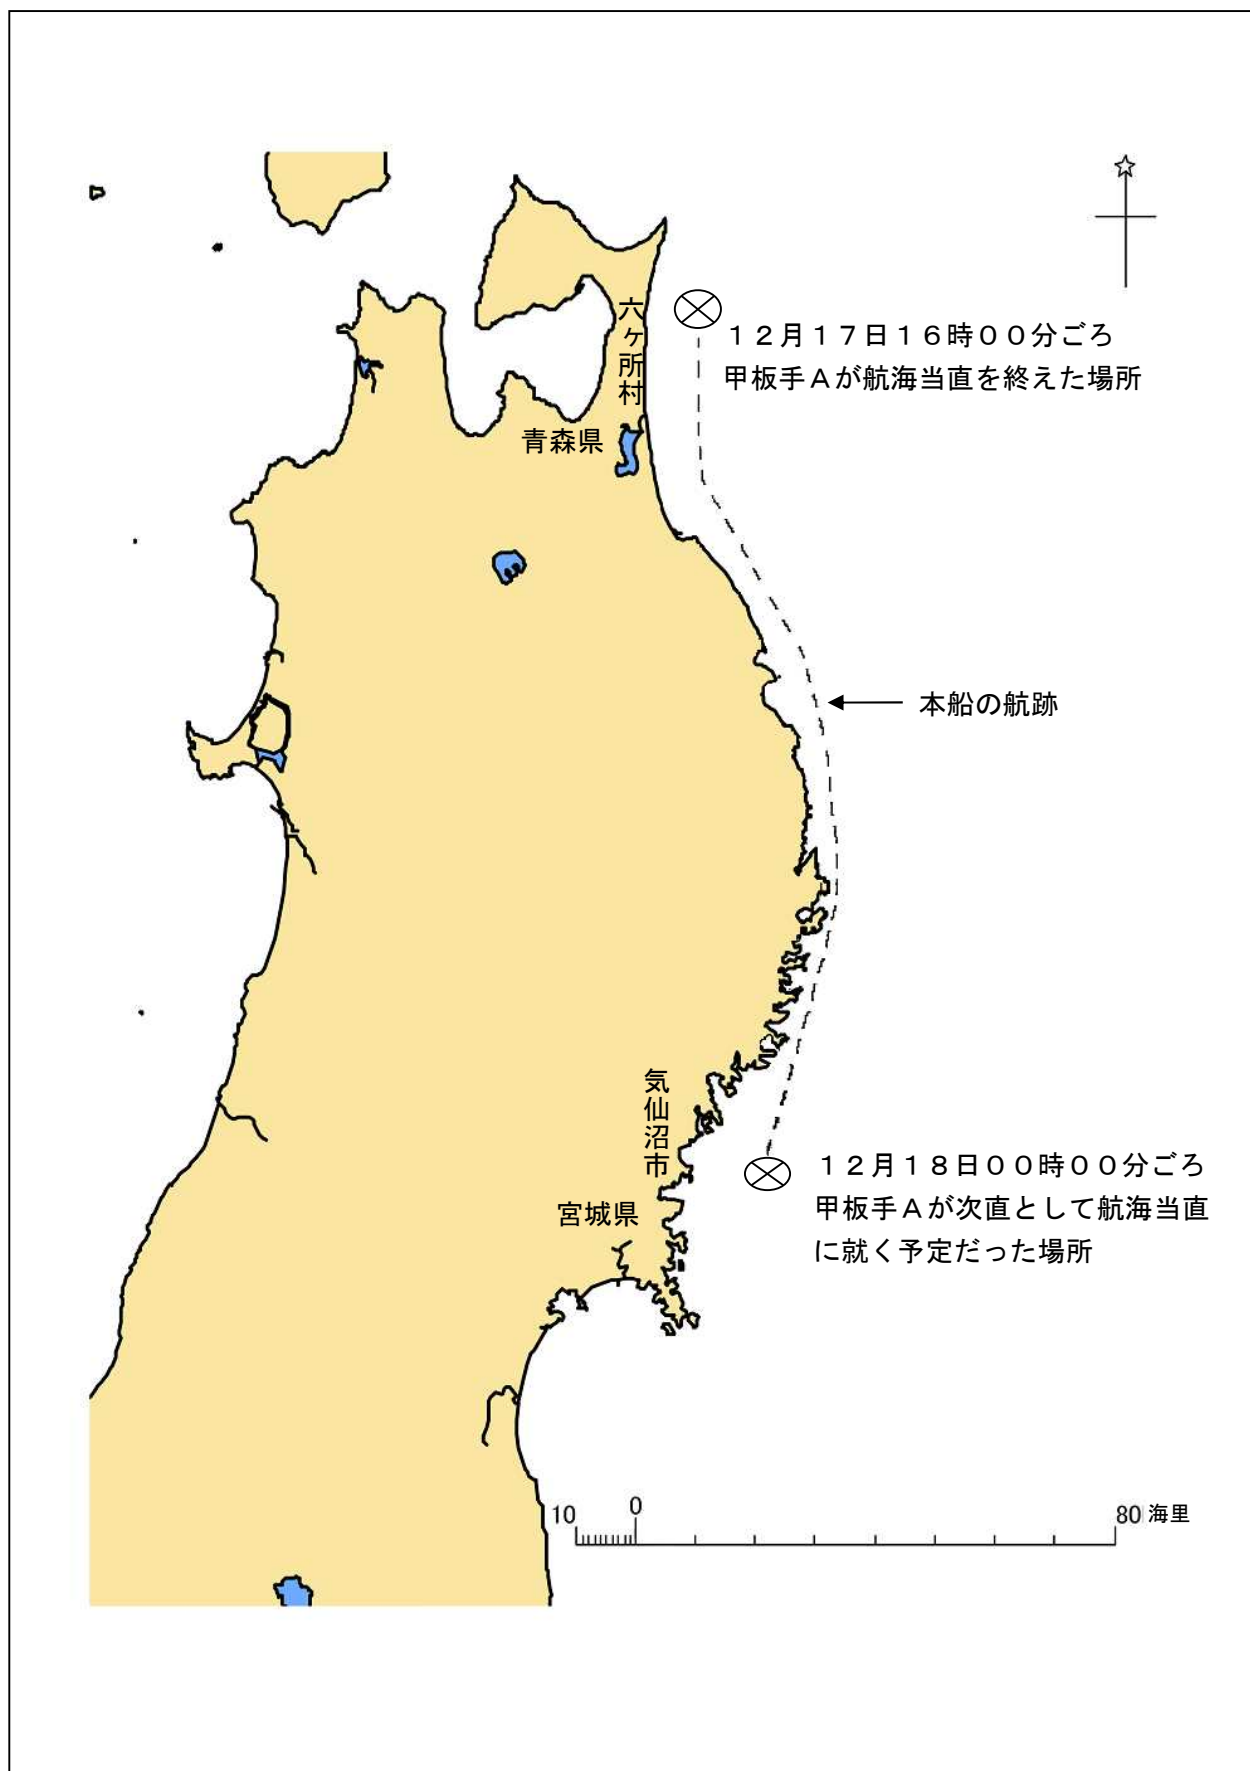 六ヶ所村
１２月１７日１６時００分ごろ
甲板手Ａが航海当直を終えた場所
青森県
本船の航跡
気仙沼市
１２月１８日００時００分ごろ
甲板手Ａが次直として航海当直
に就く予定だった場所
宮城県
10 0 80 海里